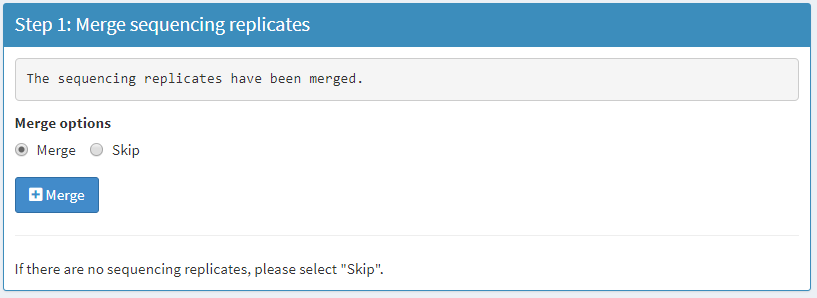 Step 1: Merge sequencing replicates
The sequencing replicates have been merged.
Merge options
Merge Skip
Merge
If there are no sequencing replicates, please select "Skip".